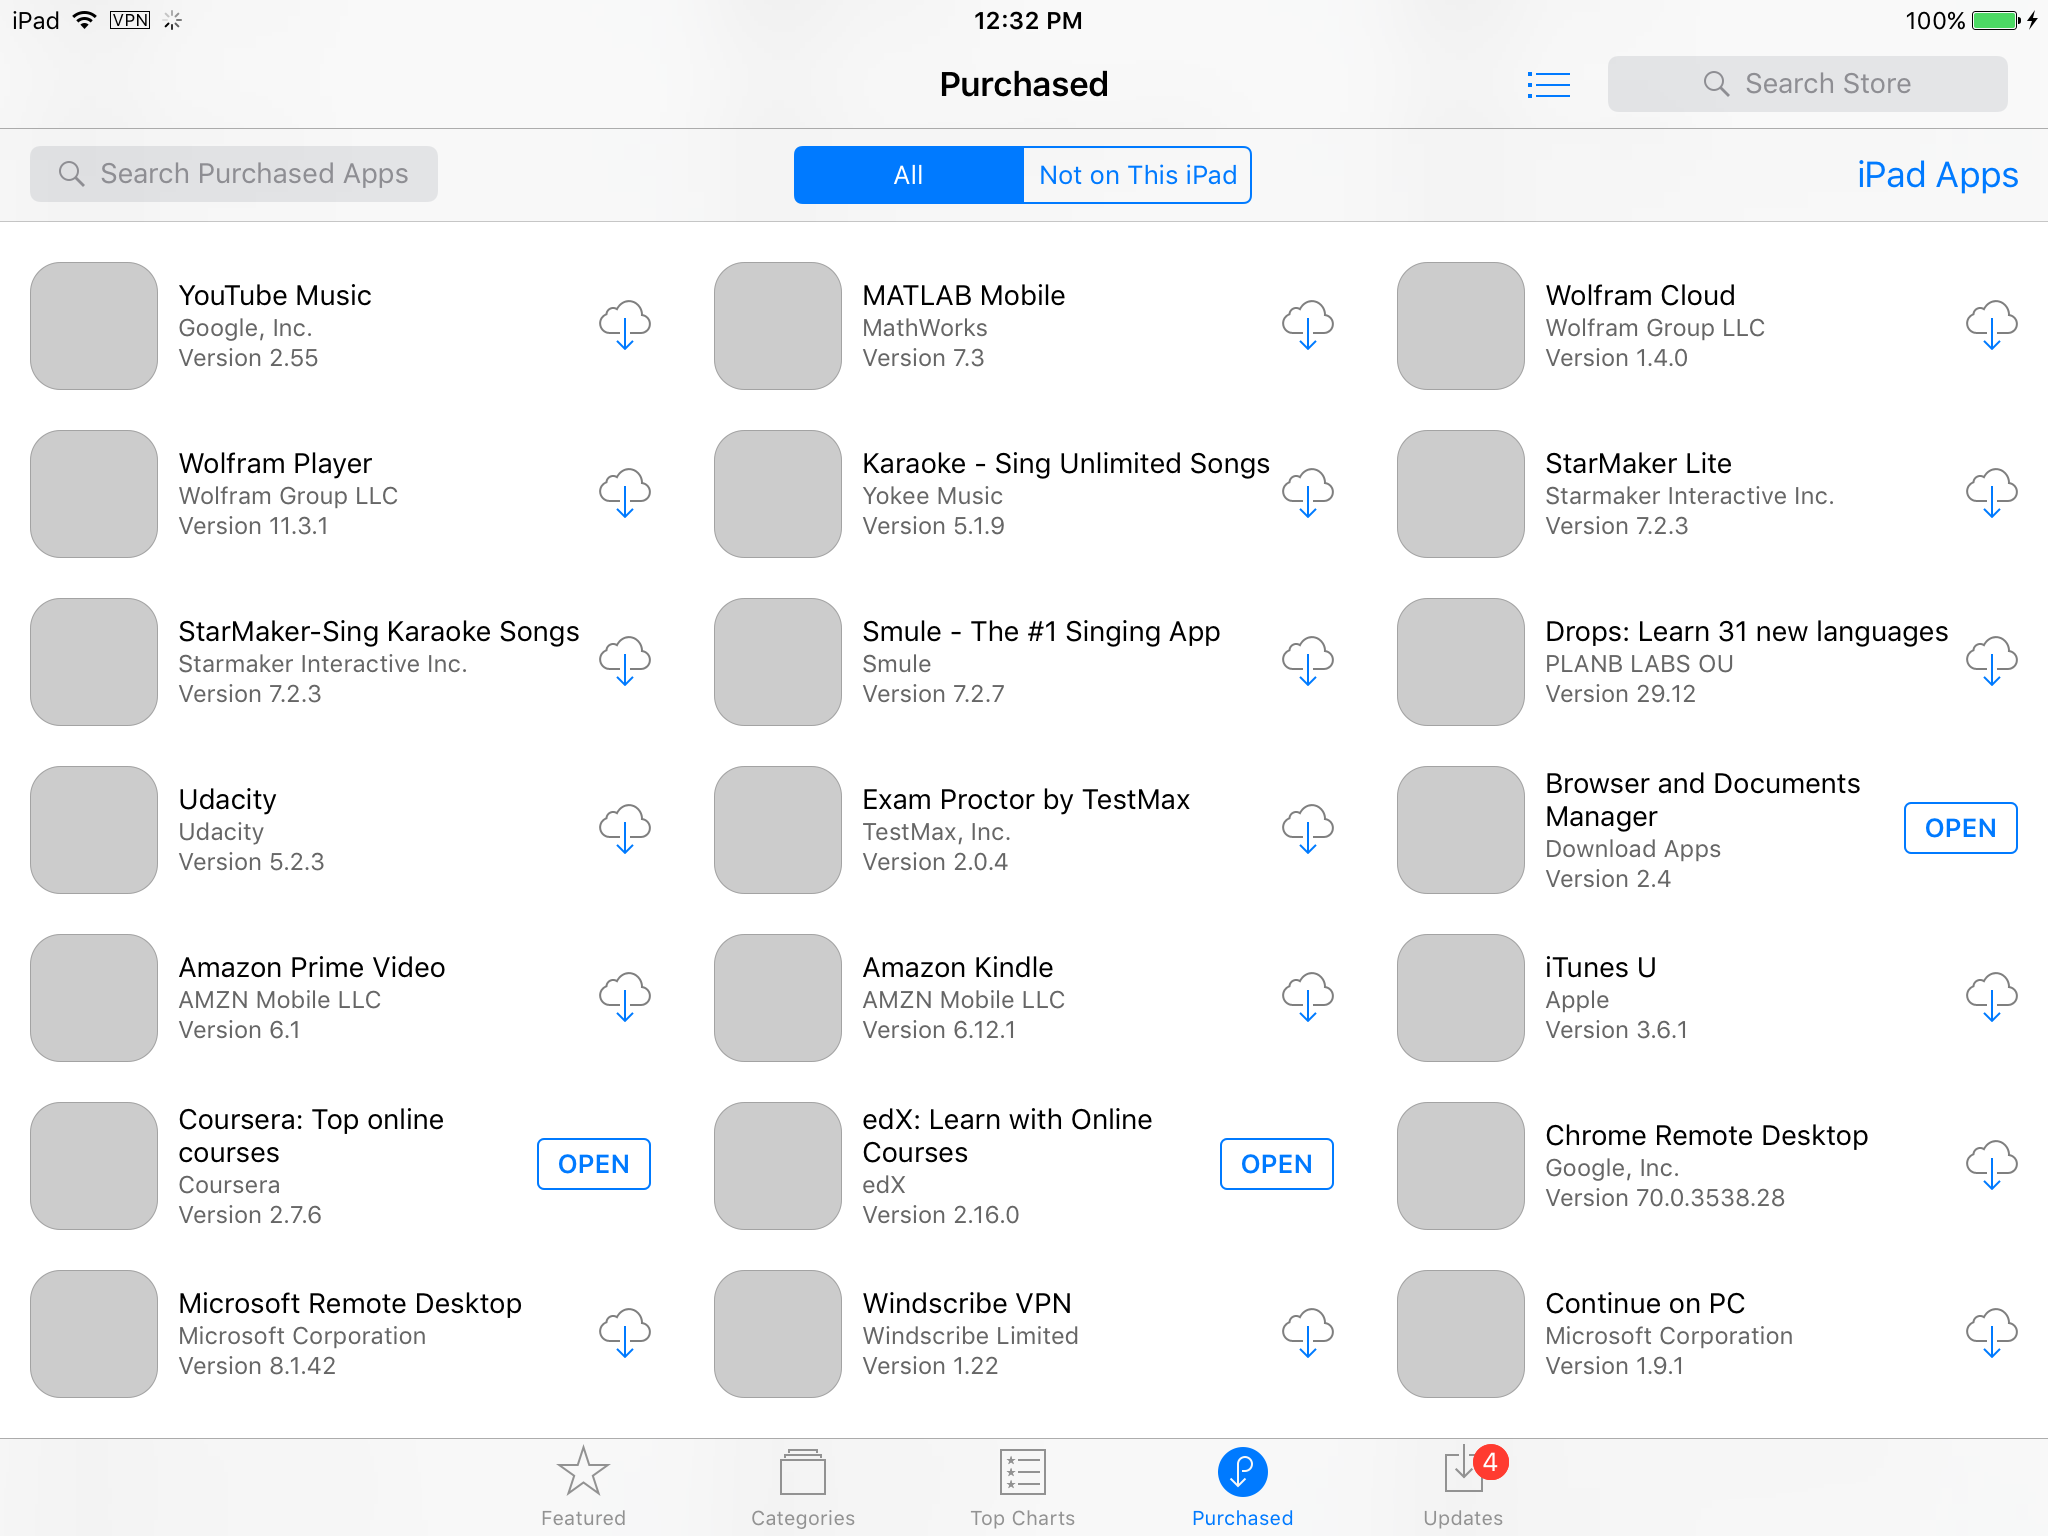 iPad VPN 12:32 PM 100%
Purchased Search Store
Search Purchased Apps All Not on This iPad iPad Apps
YouTube Music
Google, Inc.
Version 2.55
MATLAB Mobile
MathWorks
Version 7.3
Wolfram Cloud
Wolfram Group LLC
Version 1.4.0
Wolfram Player
Wolfram Group LLC
Version 11.3.1
Karaoke - Sing Unlimited Songs
Yokee Music
Version 5.1.9
StarMaker Lite
Starmaker Interactive Inc.
Version 7.2.3
StarMaker-Sing Karaoke Songs
Starmaker Interactive Inc.
Version 7.2.3
Smule - The #1 Singing App
Smule
Version 7.2.7
Drops: Learn 31 new languages
PLANB LABS OU
Version 29.12
Udacity
Udacity
Version 5.2.3
Exam Proctor by TestMax
TestMax, Inc.
Version 2.0.4
Browser and Documents
Manager
Download Apps
Version 2.4
OPEN
Amazon Prime Video
AMZN Mobile LLC
Version 6.1
Amazon Kindle
AMZN Mobile LLC
Version 6.12.1
iTunes U
Apple
Version 3.6.1
Coursera: Top online
courses
Coursera
Version 2.7.6
OPEN
edX: Learn with Online
Courses
edX
Version 2.16.0
OPEN
Chrome Remote Desktop
Google, Inc.
Version 70.0.3538.28
Microsoft Remote Desktop
Microsoft Corporation
Version 8.1.42
Windscribe VPN
Windscribe Limited
Version 1.22
Continue on PC
Microsoft Corporation
Version 1.9.1
4
Featured Categories Top Charts Purchased Updates